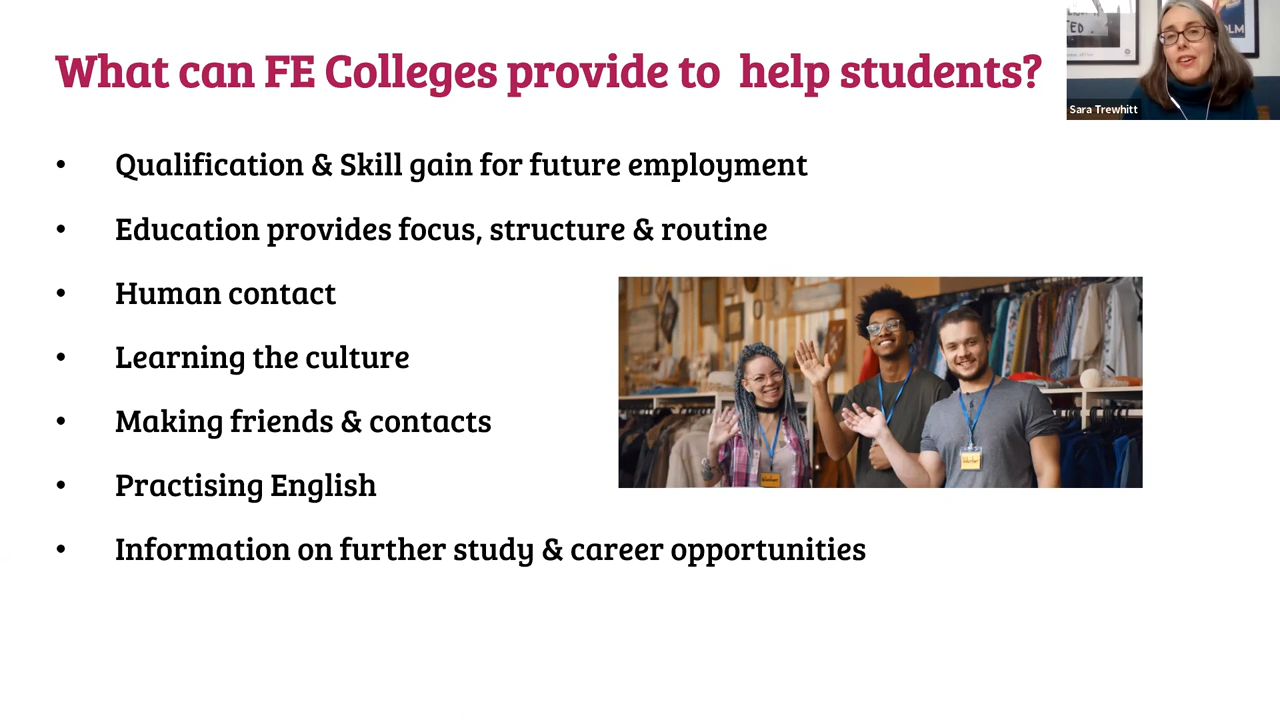 What can FE Colleges provide to  help students?
Sara Trewhitt
• Qualification & Skill gain for future employment
• Education provides focus, structure & routine
• Human contact
• Learning the culture
• Making friends & contacts
• Practising English
• Information on further study & career opportunities